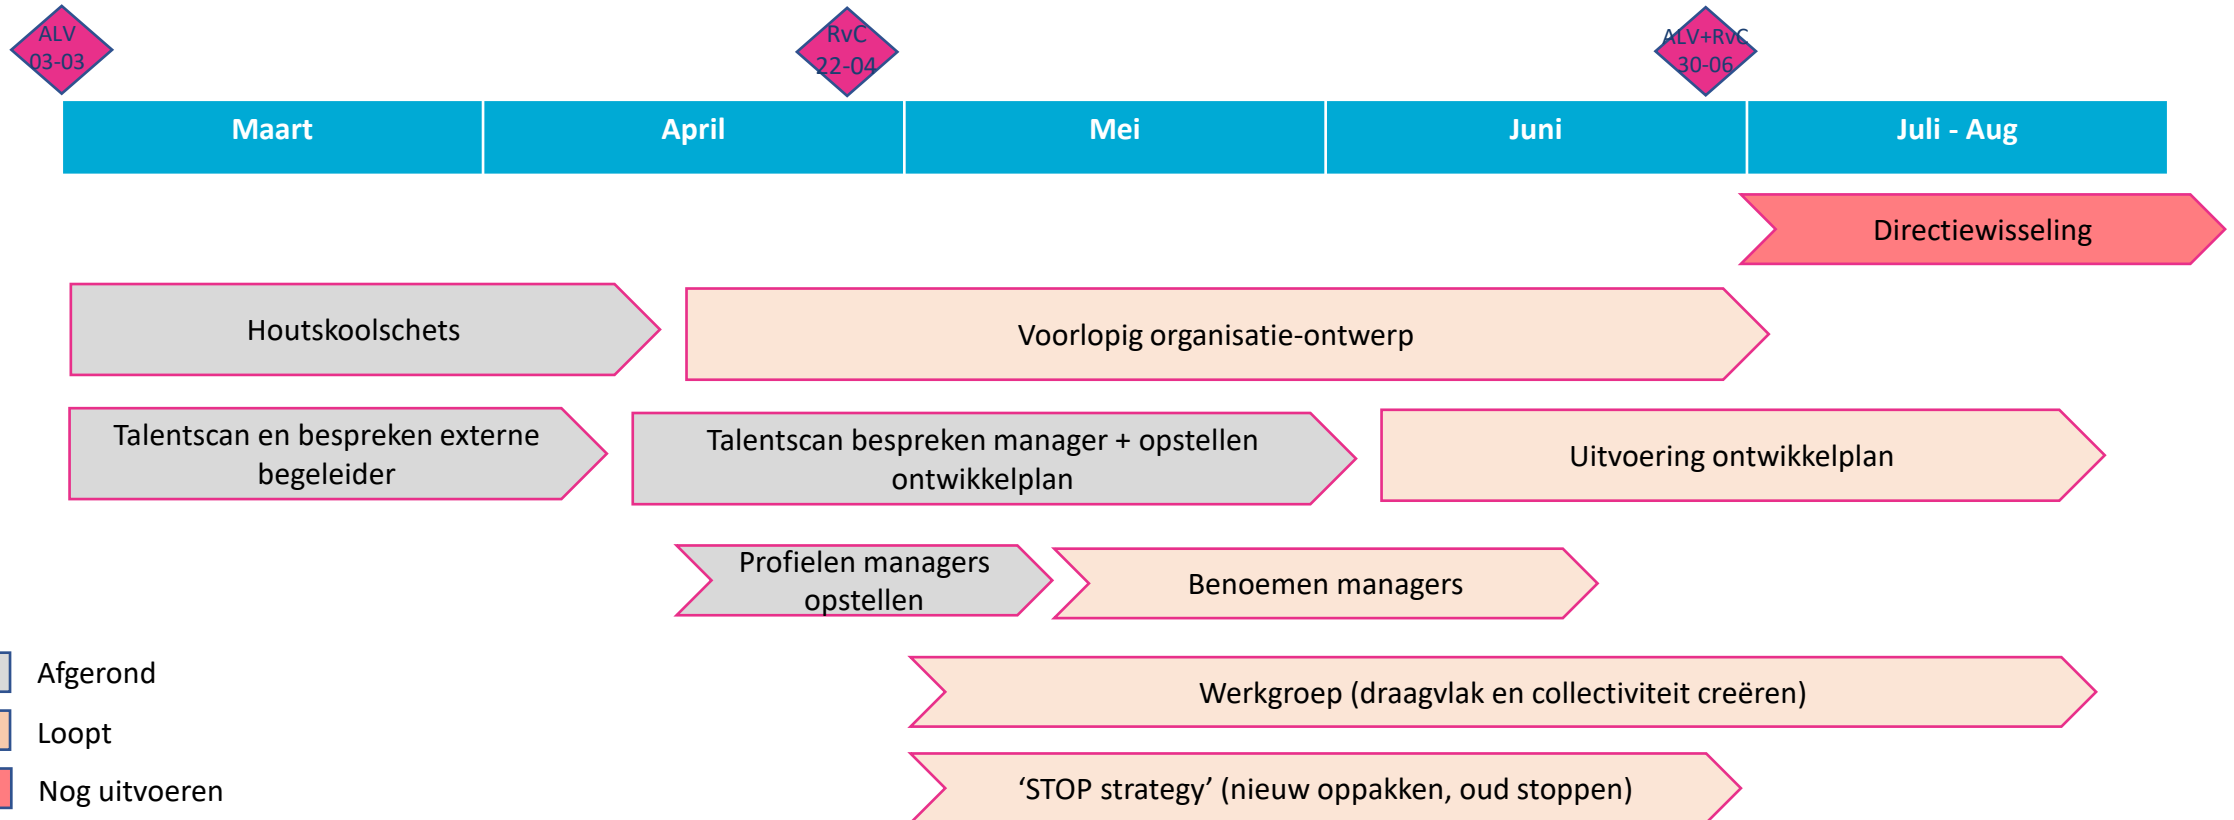 ALV
03-03
RvC
22-04
ALV+RvC
30-06
Maart
April
Mei
Juni
Juli - Aug
Directiewisseling
Houtskoolschets
Voorlopig organisatie-ontwerp
Talentscan en bespreken externe
begeleider
Talentscan bespreken manager + opstellen
ontwikkelplan
Uitvoering ontwikkelplan
Profielen managers
opstellen
Benoemen managers
Afgerond
Werkgroep (draagvlak en collectiviteit creëren)
Loopt
‘STOP strategy’ (nieuw oppakken, oud stoppen)
Nog uitvoeren